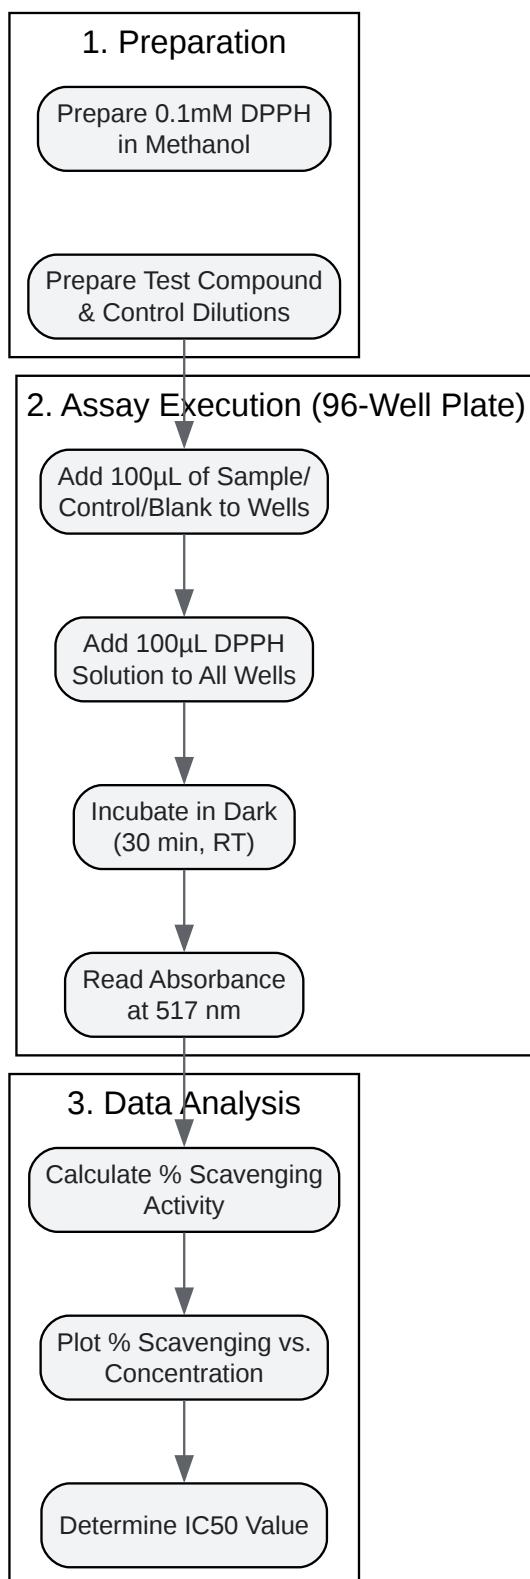 1. Preparation
Prepare 0.1mM DPPH
in Methanol
Prepare Test Compound
& Control Dilutions
2. Assay Execution (96-Well Plate)
Add 100µL of Sample/
Control/Blank to Wells
Add 100µL DPPH
Solution to All Wells
Incubate in Dark
(30 min, RT)
Read Absorbance
at 517 nm
3. Data Analysis
Calculate % Scavenging
Activity
Plot % Scavenging vs.
Concentration
Determine IC50 Value